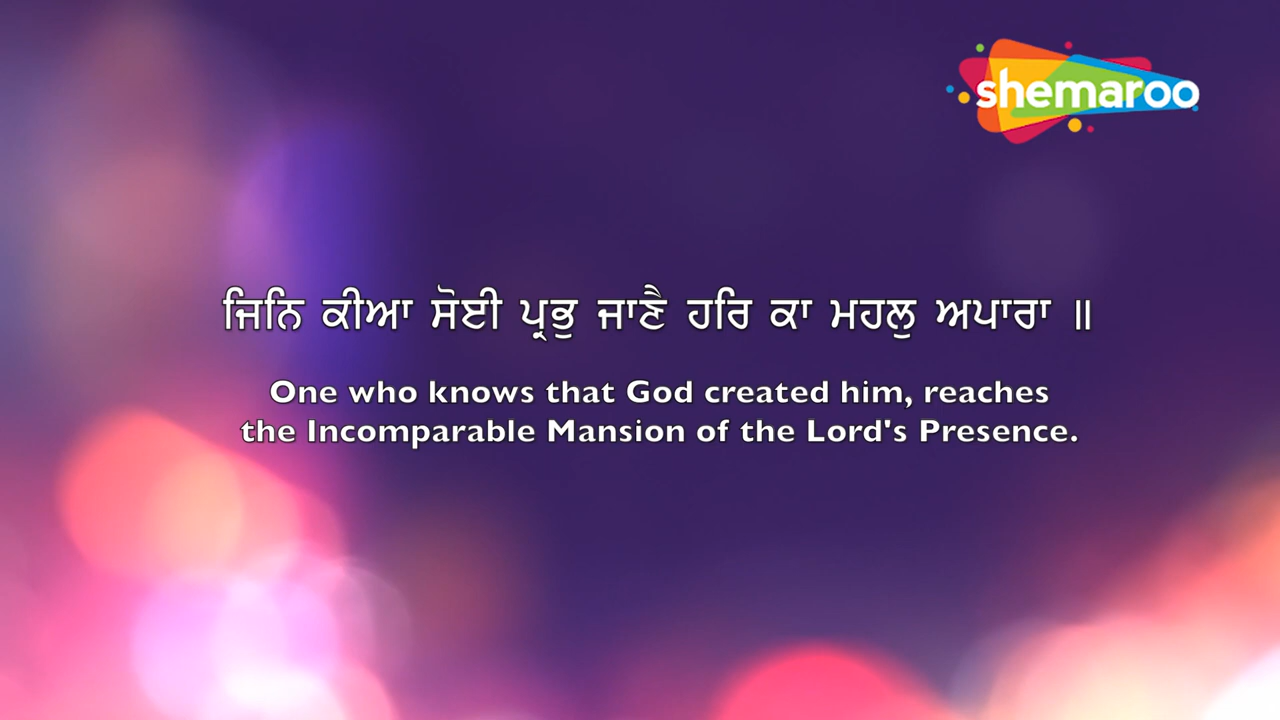 shemaroo
ਜਿਨਿ ਕੀਆ ਸੋਈ ਪ੍ਰਭੁ ਜਾਣੈ ਹਰਿ ਕਾ ਮਹਲੁ ਅਪਾਰਾ ॥
One who knows that God created him, reaches
the Incomparable Mansion of the Lord's Presence.